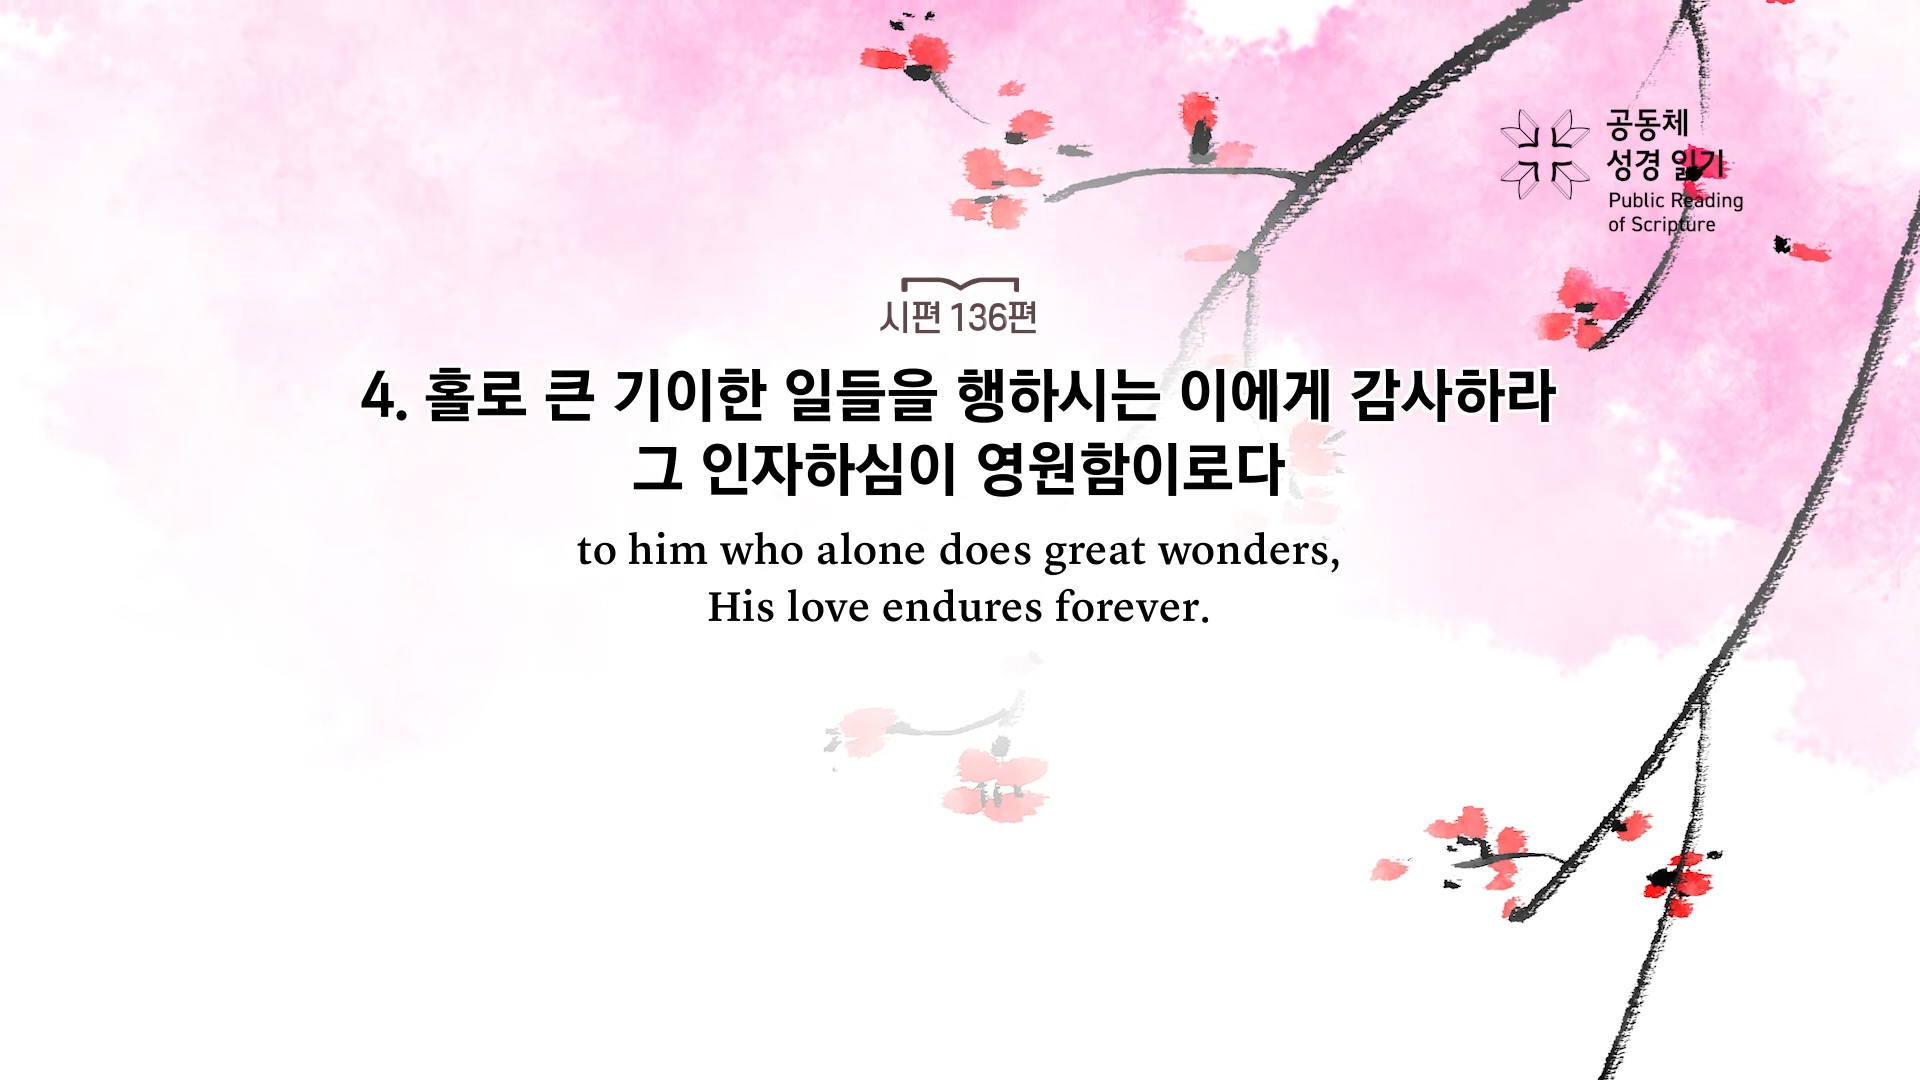 공동체
성경 읽기
Public Reading
of Scripture
시편 136편
4. 홀로 큰 기이한 일들을 행하시는 이에게 감사하라
그 인자하심이 영원함이로다
to him who alone does great wonders,
His love endures forever.